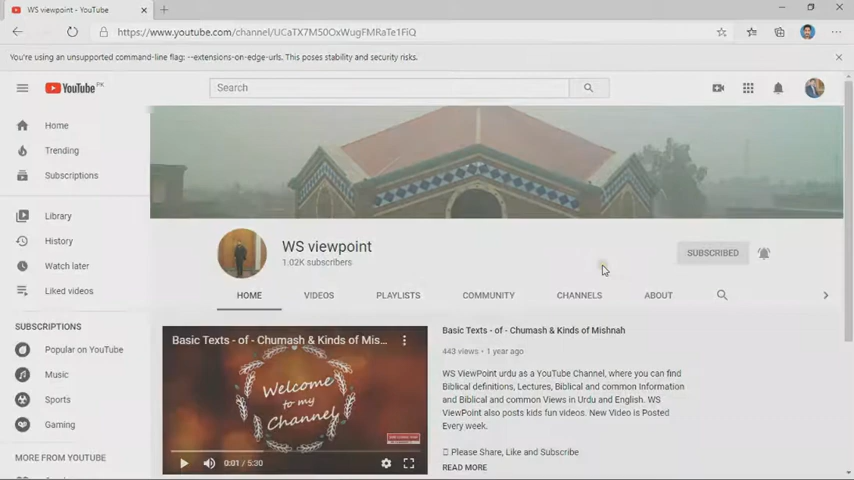 WS viewpoint - YouTube
https://www.youtube.com/channel/UCaTX7M50OxWugFMRaTe1FiQ
You're using an unsupported command-line flag: --extensions-on-edge-urls. This poses stability and security risks.
YouTube PK
Search
Home
Trending
Subscriptions
Library
History
Watch later
Liked videos
SUBSCRIPTIONS
Popular on YouTube
Music
Sports
Gaming
MORE FROM YOUTUBE
WS viewpoint
1.02K subscribers
SUBSCRIBED
HOME VIDEOS PLAYLISTS COMMUNITY CHANNELS ABOUT
Basic Texts - of - Chumash & Kinds of Mis...
Welcome
to my
Channel
0:01 / 5:30
Basic Texts - of - Chumash & Kinds of Mishnah
443 views • 1 year ago
WS ViewPoint urdu as a YouTube Channel, where you can find
Biblical definitions, Lectures, Biblical and common Information
and Biblical and common Views in Urdu and English. WS
ViewPoint also posts kids fun videos. New Video is Posted
Every week.
Please Share, Like and Subscribe
READ MORE